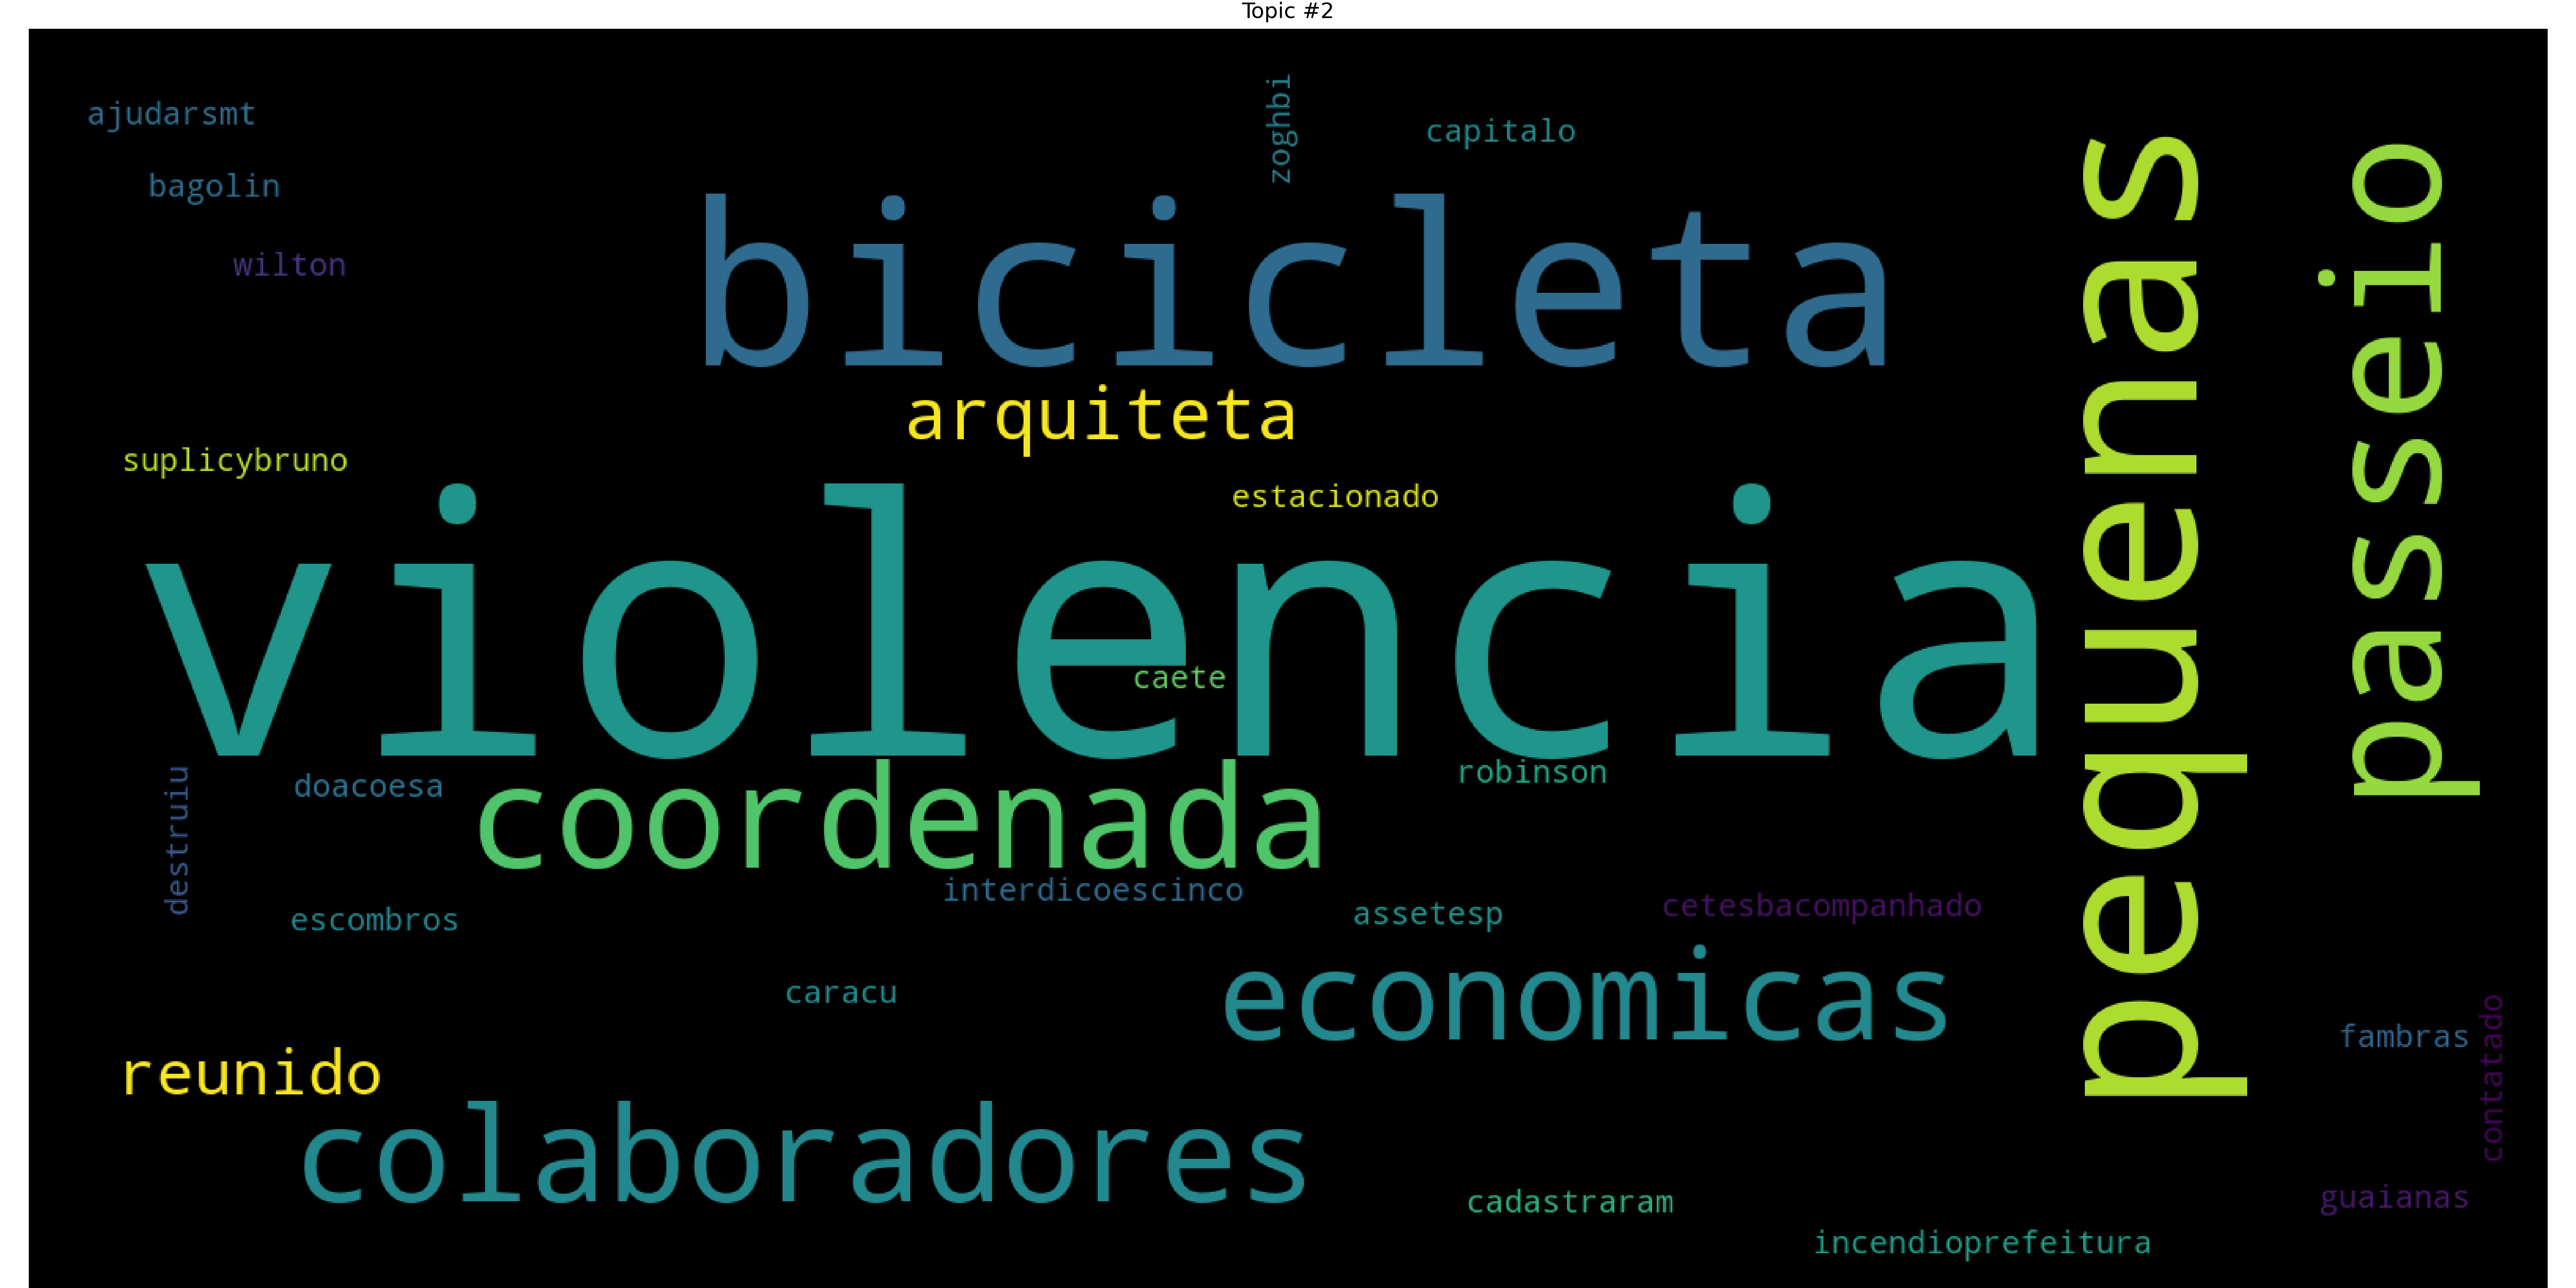 Topic #2
ajudarsmt
zoghbi
capitalo
bagolin
wilton
bicicleta
pequenas
passeio
arquiteta
suplicybruno
estacionado
violencia
caete
robinson
destruiu
doacoesa
coordenada
interdicoescinco
assetesp
cetesbacompanhado
escombros
caracu
economicas
reunido
fambras
contatado
colaboradores
cadastraram
guaianas
incendioprefeitura